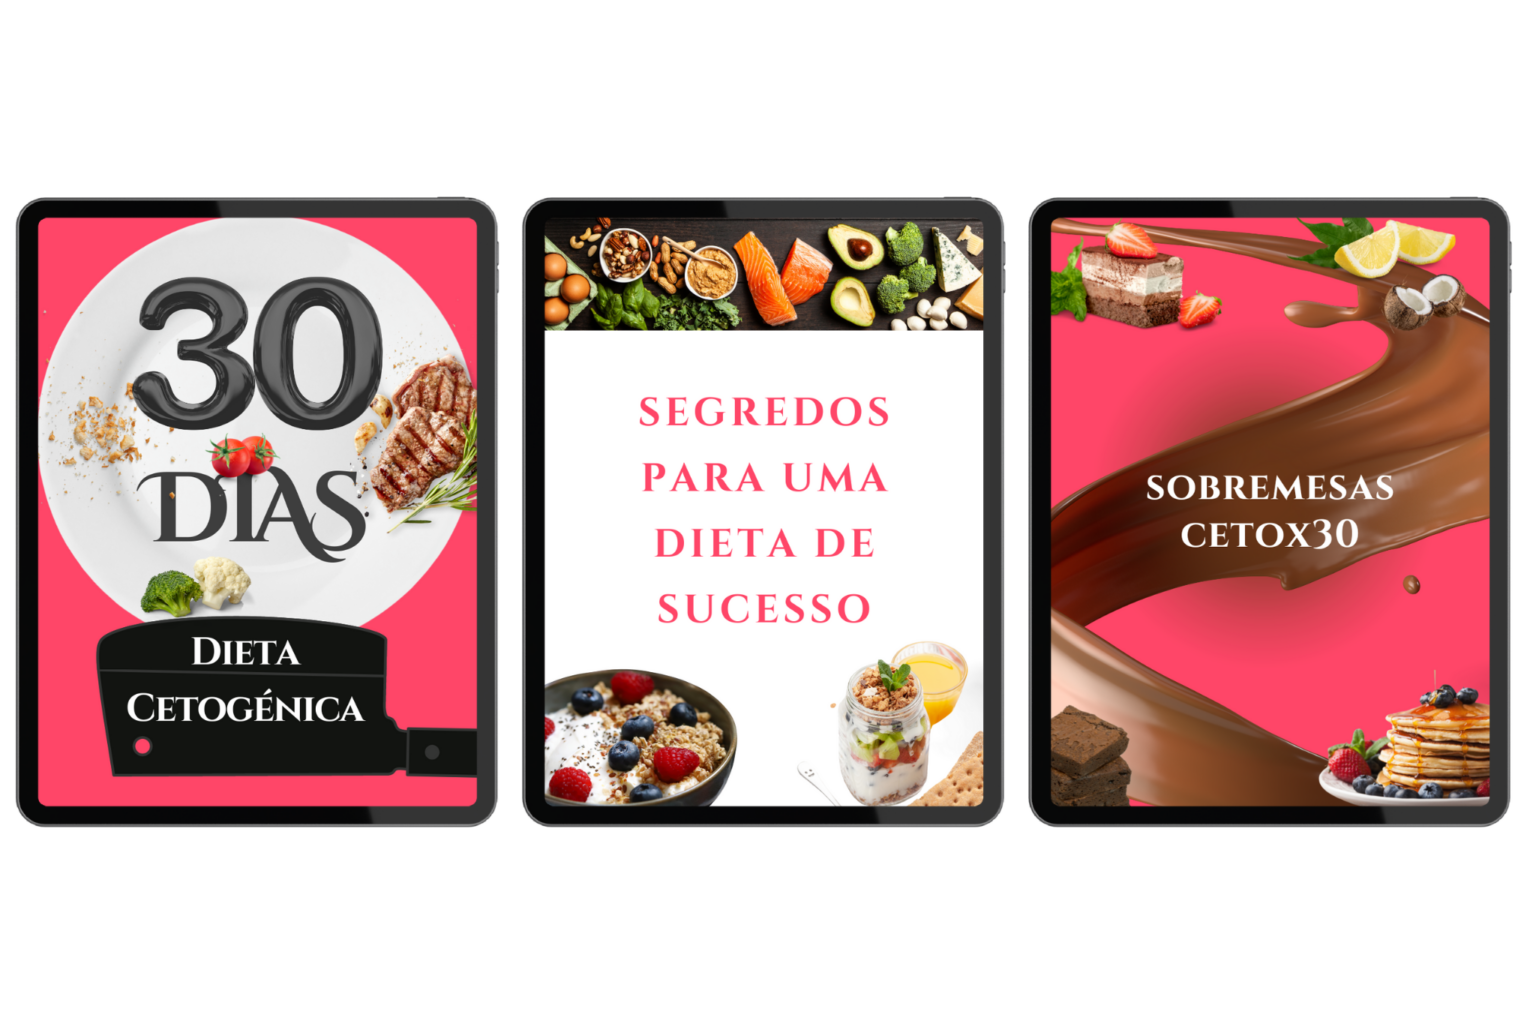 30
DIAS
DIETA
CETOGÉNICA
SEGREDOS
PARA UMA
DIETA DE
SUCESSO
SOBREMESAS
CETOX30